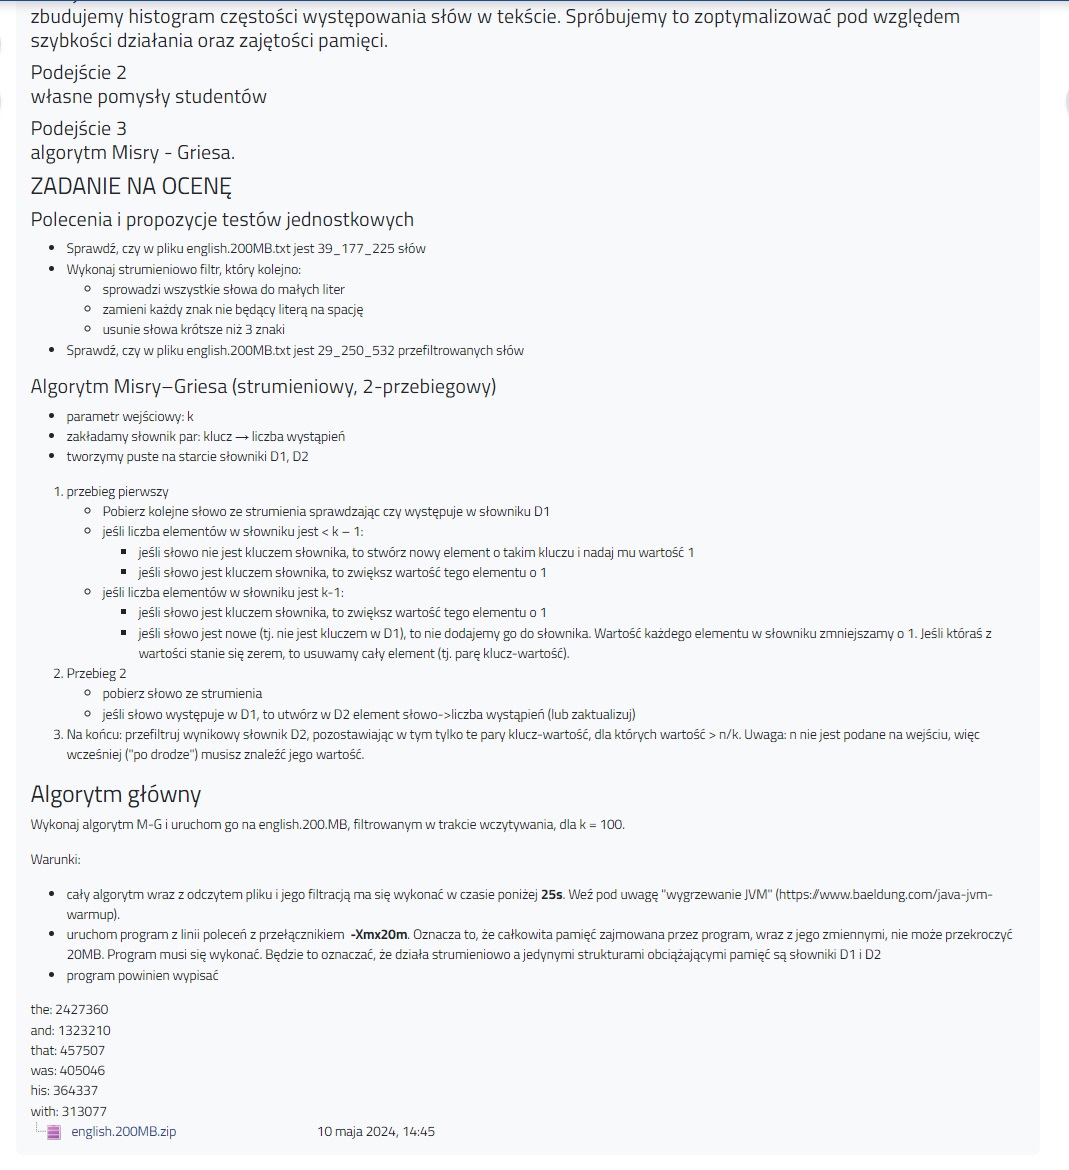 zbudujemy histogram częstości występowania słów w tekście. Spróbujemy to zoptymalizować pod względem
szybkości działania oraz zajętości pamięci.
Podejście 2
własne pomysły studentów
Podejście 3
algorytm Misry - Griesa.
ZADANIE NA OCENĘ
Polecenia i propozycje testów jednostkowych
Sprawdź, czy w pliku english.200MB.txt jest 39_177_225 słów
Wykonaj strumieniowo filtr, który kolejno:
sprowadzi wszystkie słowa do małych liter
zamieni każdy znak nie będący literą na spację
usunie słowa krótsze niż 3 znaki
Sprawdź, czy w pliku english.200MB.txt jest 29_250_532 przefiltrowanych słów
Algorytm Misry–Griesa (strumieniowy, 2-przebiegowy)
parametr wejściowy: k
zakładamy słownik par: klucz → liczba wystąpień
tworzymy puste na starcie słowniki D1, D2
1. przebieg pierwszy
Pobierz kolejne słowo ze strumienia sprawdzając czy występuje w słowniku D1
jeśli liczba elementów w słowniku jest < k – 1:
jeśli słowo nie jest kluczem słownika, to stwórz nowy element o takim kluczu i nadaj mu wartość 1
jeśli słowo jest kluczem słownika, to zwiększ wartość tego elementu o 1
jeśli liczba elementów w słowniku jest k-1:
jeśli słowo jest kluczem słownika, to zwiększ wartość tego elementu o 1
jeśli słowo jest nowe (tj. nie jest kluczem w D1), to nie dodajemy go do słownika. Wartość każdego elementu w słowniku zmniejszamy o 1. Jeśli któraś z
wartości stanie się zerem, to usuwamy cały element (tj. parę klucz-wartość).
2. Przebieg 2
pobierz słowo ze strumienia
jeśli słowo występuje w D1, to utwórz w D2 element słowo->liczba wystąpień (lub zaktualizuj)
3. Na końcu: przefiltruj wynikowy słownik D2, pozostawiając w tym tylko te pary klucz-wartość, dla których wartość > n/k. Uwaga: n nie jest podane na wejściu, więc
wcześniej ("po drodze") musisz znaleźć jego wartość.
Algorytm główny
Wykonaj algorytm M-G i uruchom go na english.200.MB, filtrowanym w trakcie wczytywania, dla k = 100.
Warunki:
cały algorytm wraz z odczytem pliku i jego filtracją ma się wykonać w czasie poniżej 25s. Weź pod uwagę "wygrzewanie JVM" (https://www.baeldung.com/java-jvm-
warmup).
uruchom program z linii poleceń z przełącznikiem -Xmx20m. Oznacza to, że całkowita pamięć zajmowana przez program, wraz z jego zmiennymi, nie może przekroczyć
20MB. Program musi się wykonać. Będzie to oznaczać, że działa strumieniowo a jedynymi strukturami obciążającymi pamięć są słowniki D1 i D2
program powinien wypisać
the: 2427360
and: 1323210
that: 457507
was: 405046
his: 364337
with: 313077
english.200MB.zip 10 maja 2024, 14:45